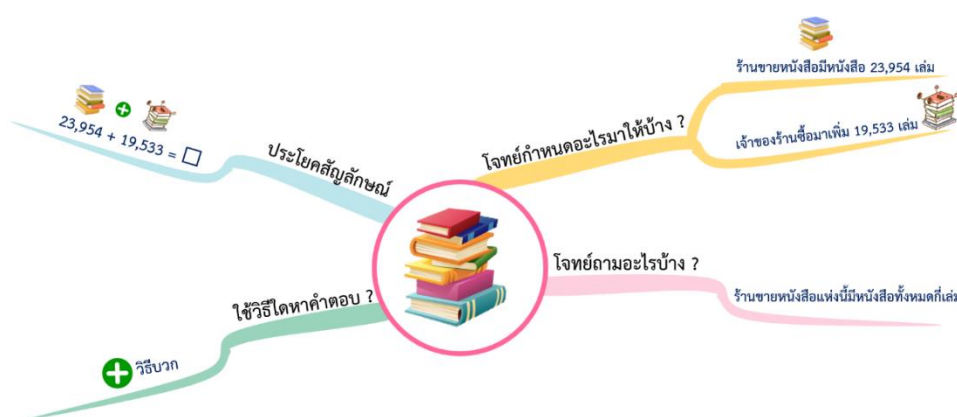 โจทย์กำหนดอะไรมาให้บ้าง ?
ร้านขายหนังสือมีหนังสือ 23,954 เล่ม
เจ้าของร้านซื้อมาเพิ่ม 19,533 เล่ม
โจทย์ถามอะไรบ้าง ?
ร้านขายหนังสือแห่งนี้มีหนังสือทั้งหมดกี่เล่ม
ใช้วิธีใดหาคำตอบ ?
วิธีบวก
ประโยคสัญลักษณ์
23,954 + 19,533 = □